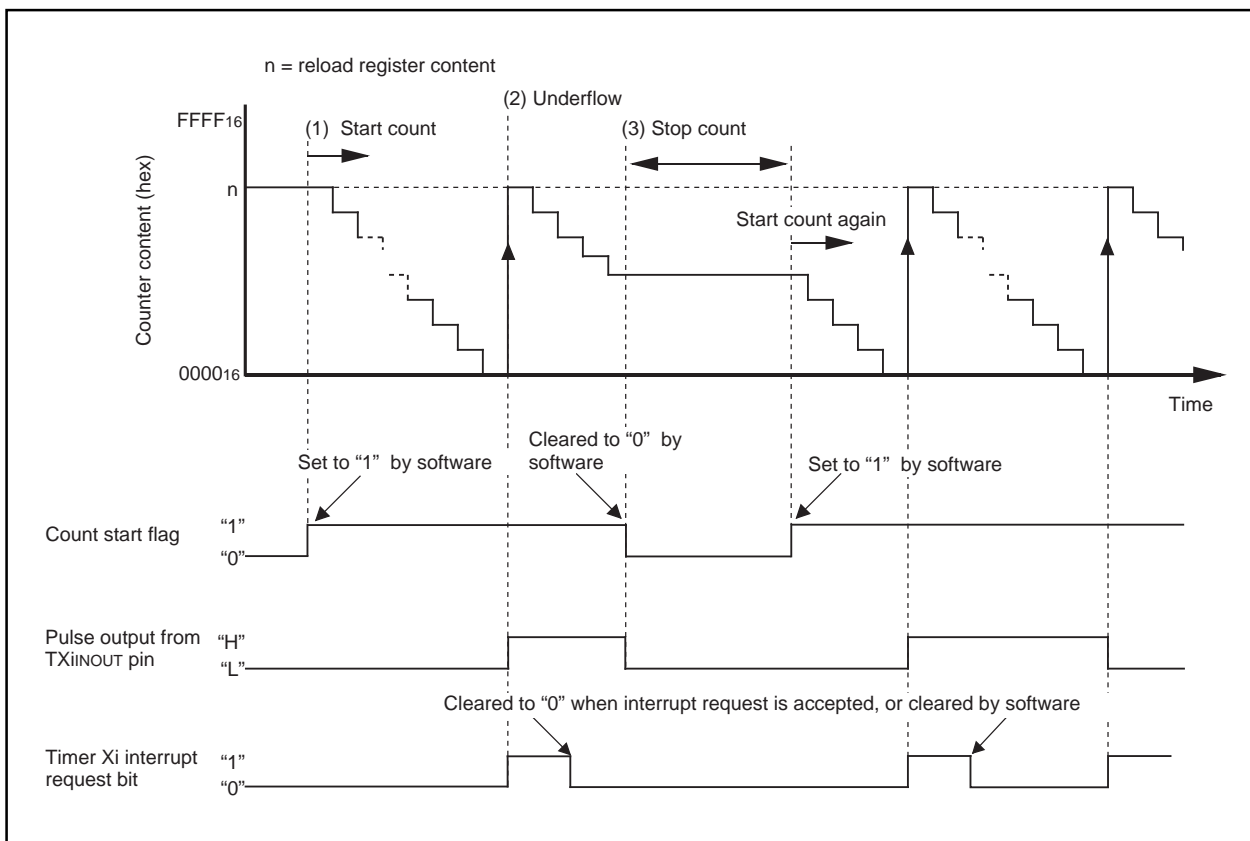 n = reload register content
(2) Underflow
FFFF16
(1) Start count
(3) Stop count
Counter content (hex)
n
Start count again
000016
Time
Cleared to “0” by
software
Set to “1” by software
Set to “1” by software
Count start flag
“1”
“0”
Pulse output from
TXiINOUT pin
“H”
“L”
Cleared to “0” when interrupt request is accepted, or cleared by software
Timer Xi interrupt
request bit
“1”
“0”